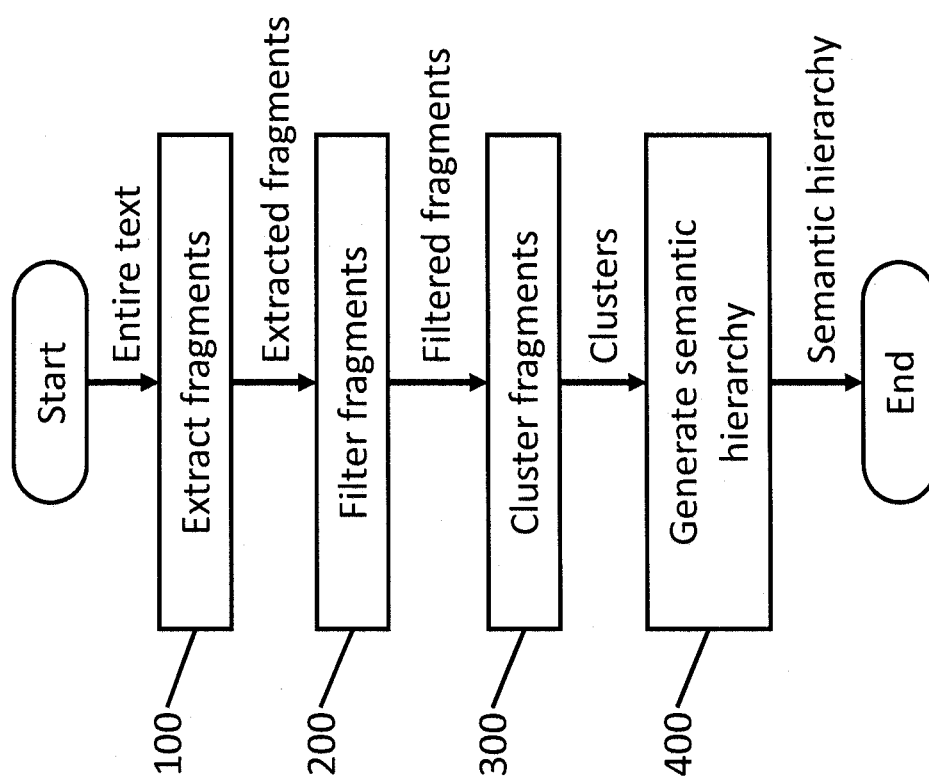 Start
Entire text
100
Extract fragments
Extracted fragments
200
Filter fragments
Filtered fragments
300
Cluster fragments
Clusters
400
Generate semantic
hierarchy
Semantic hierarchy
End